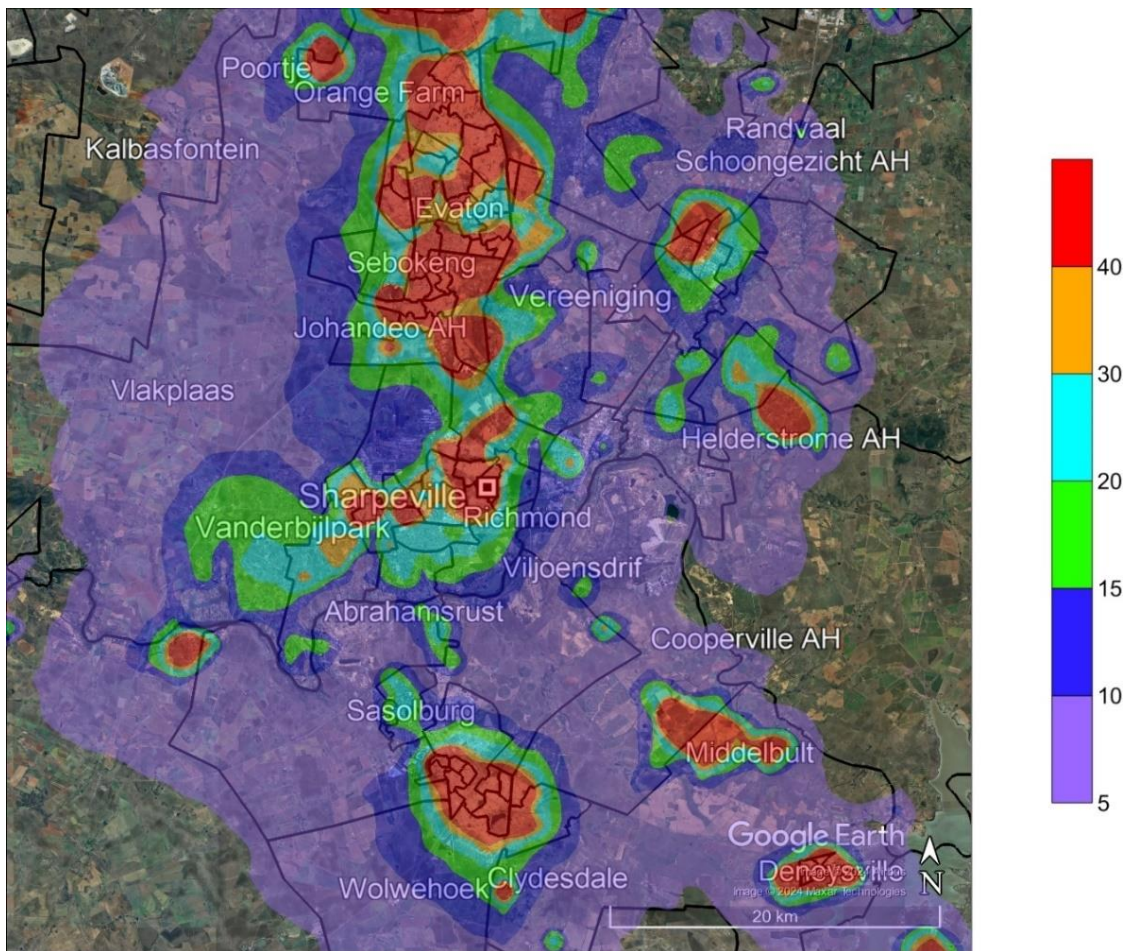 Poortje
Orange Farm
Randvaal
Kalbasfontein
Schoongezicht AH
Evaton
Sebokeng
Vereeniging
Johandeo AH
Vlakplaas
Helderstrome AH
Sharpeville
Vanderbijlpark
Richmond
Viljoensdrif
Abrahamsrust
Cooperville AH
Sasolburg
Middelbult
Google Earth
Deneysville
Image © 2024 Maxar Technologies
Wolwehoek
Clydesdale
N
20 km
40
30
20
15
10
5